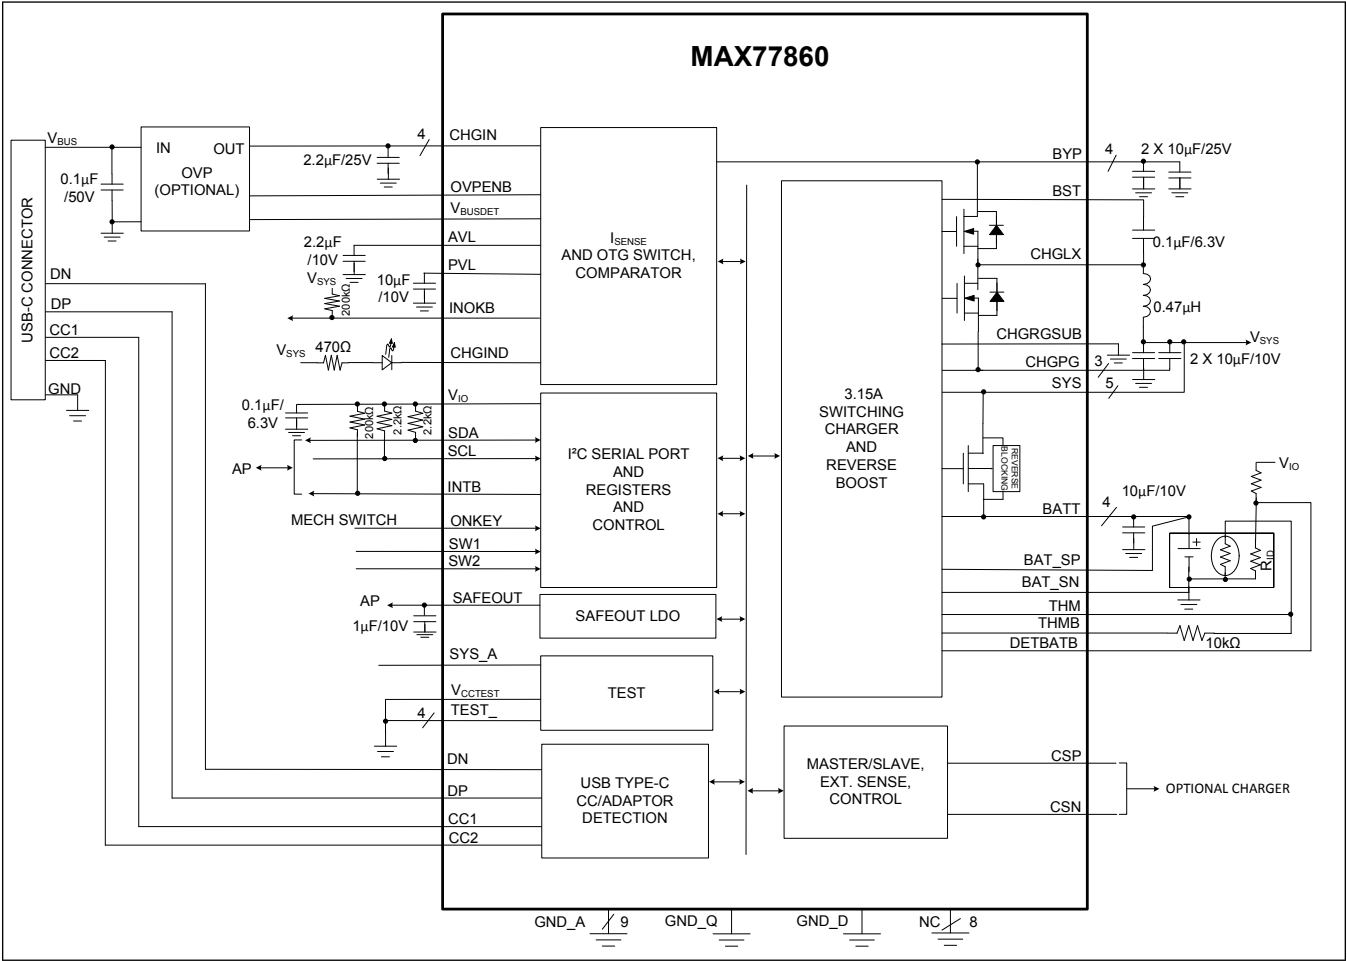 MAX77860
USB-C CONNECTOR
VBUS
DN
DP
CC1
CC2
GND
0.1µF
/50V
IN
OUT
OVP
(OPTIONAL)
2.2µF/25V
4
CHGIN
OVPENB
VBUSDET
AVL
2.2µF
/10V
PVL
10µF
/10V
VSYS
200kΩ
INOKB
VSYS
470Ω
CHGIND
ISENSE
AND OTG SWITCH,
COMPARATOR
0.1µF/
6.3V
VIO
200kΩ
2.2kΩ
2.2kΩ
SDA
SCL
AP
INTB
MECH SWITCH
ONKEY
SW1
SW2
I²C SERIAL PORT
AND
REGISTERS
AND
CONTROL
AP
SAFEOUT
1µF/10V
SAFEOUT LDO
SYS_A
VCCTEST
4
TEST_
TEST
DN
DP
CC1
CC2
USB TYPE-C
CC/ADAPTOR
DETECTION
3.15A
SWITCHING
CHARGER
AND
REVERSE
BOOST
REVERSE
BLOCKING
MASTER/SLAVE,
EXT. SENSE,
CONTROL
BYP
4
2 X 10µF/25V
BST
0.1µF/6.3V
CHGLX
0.47µH
CHGRGSUB
VSYS
CHGPG
3
2 X 10µF/10V
SYS
5
BATT
4
10µF/10V
VIO
RID
+
BAT_SP
BAT_SN
THM
THMB
10kΩ
DETBATB
CSP
CSN
OPTIONAL CHARGER
GND_A
9
GND_Q
GND_D
NC
8